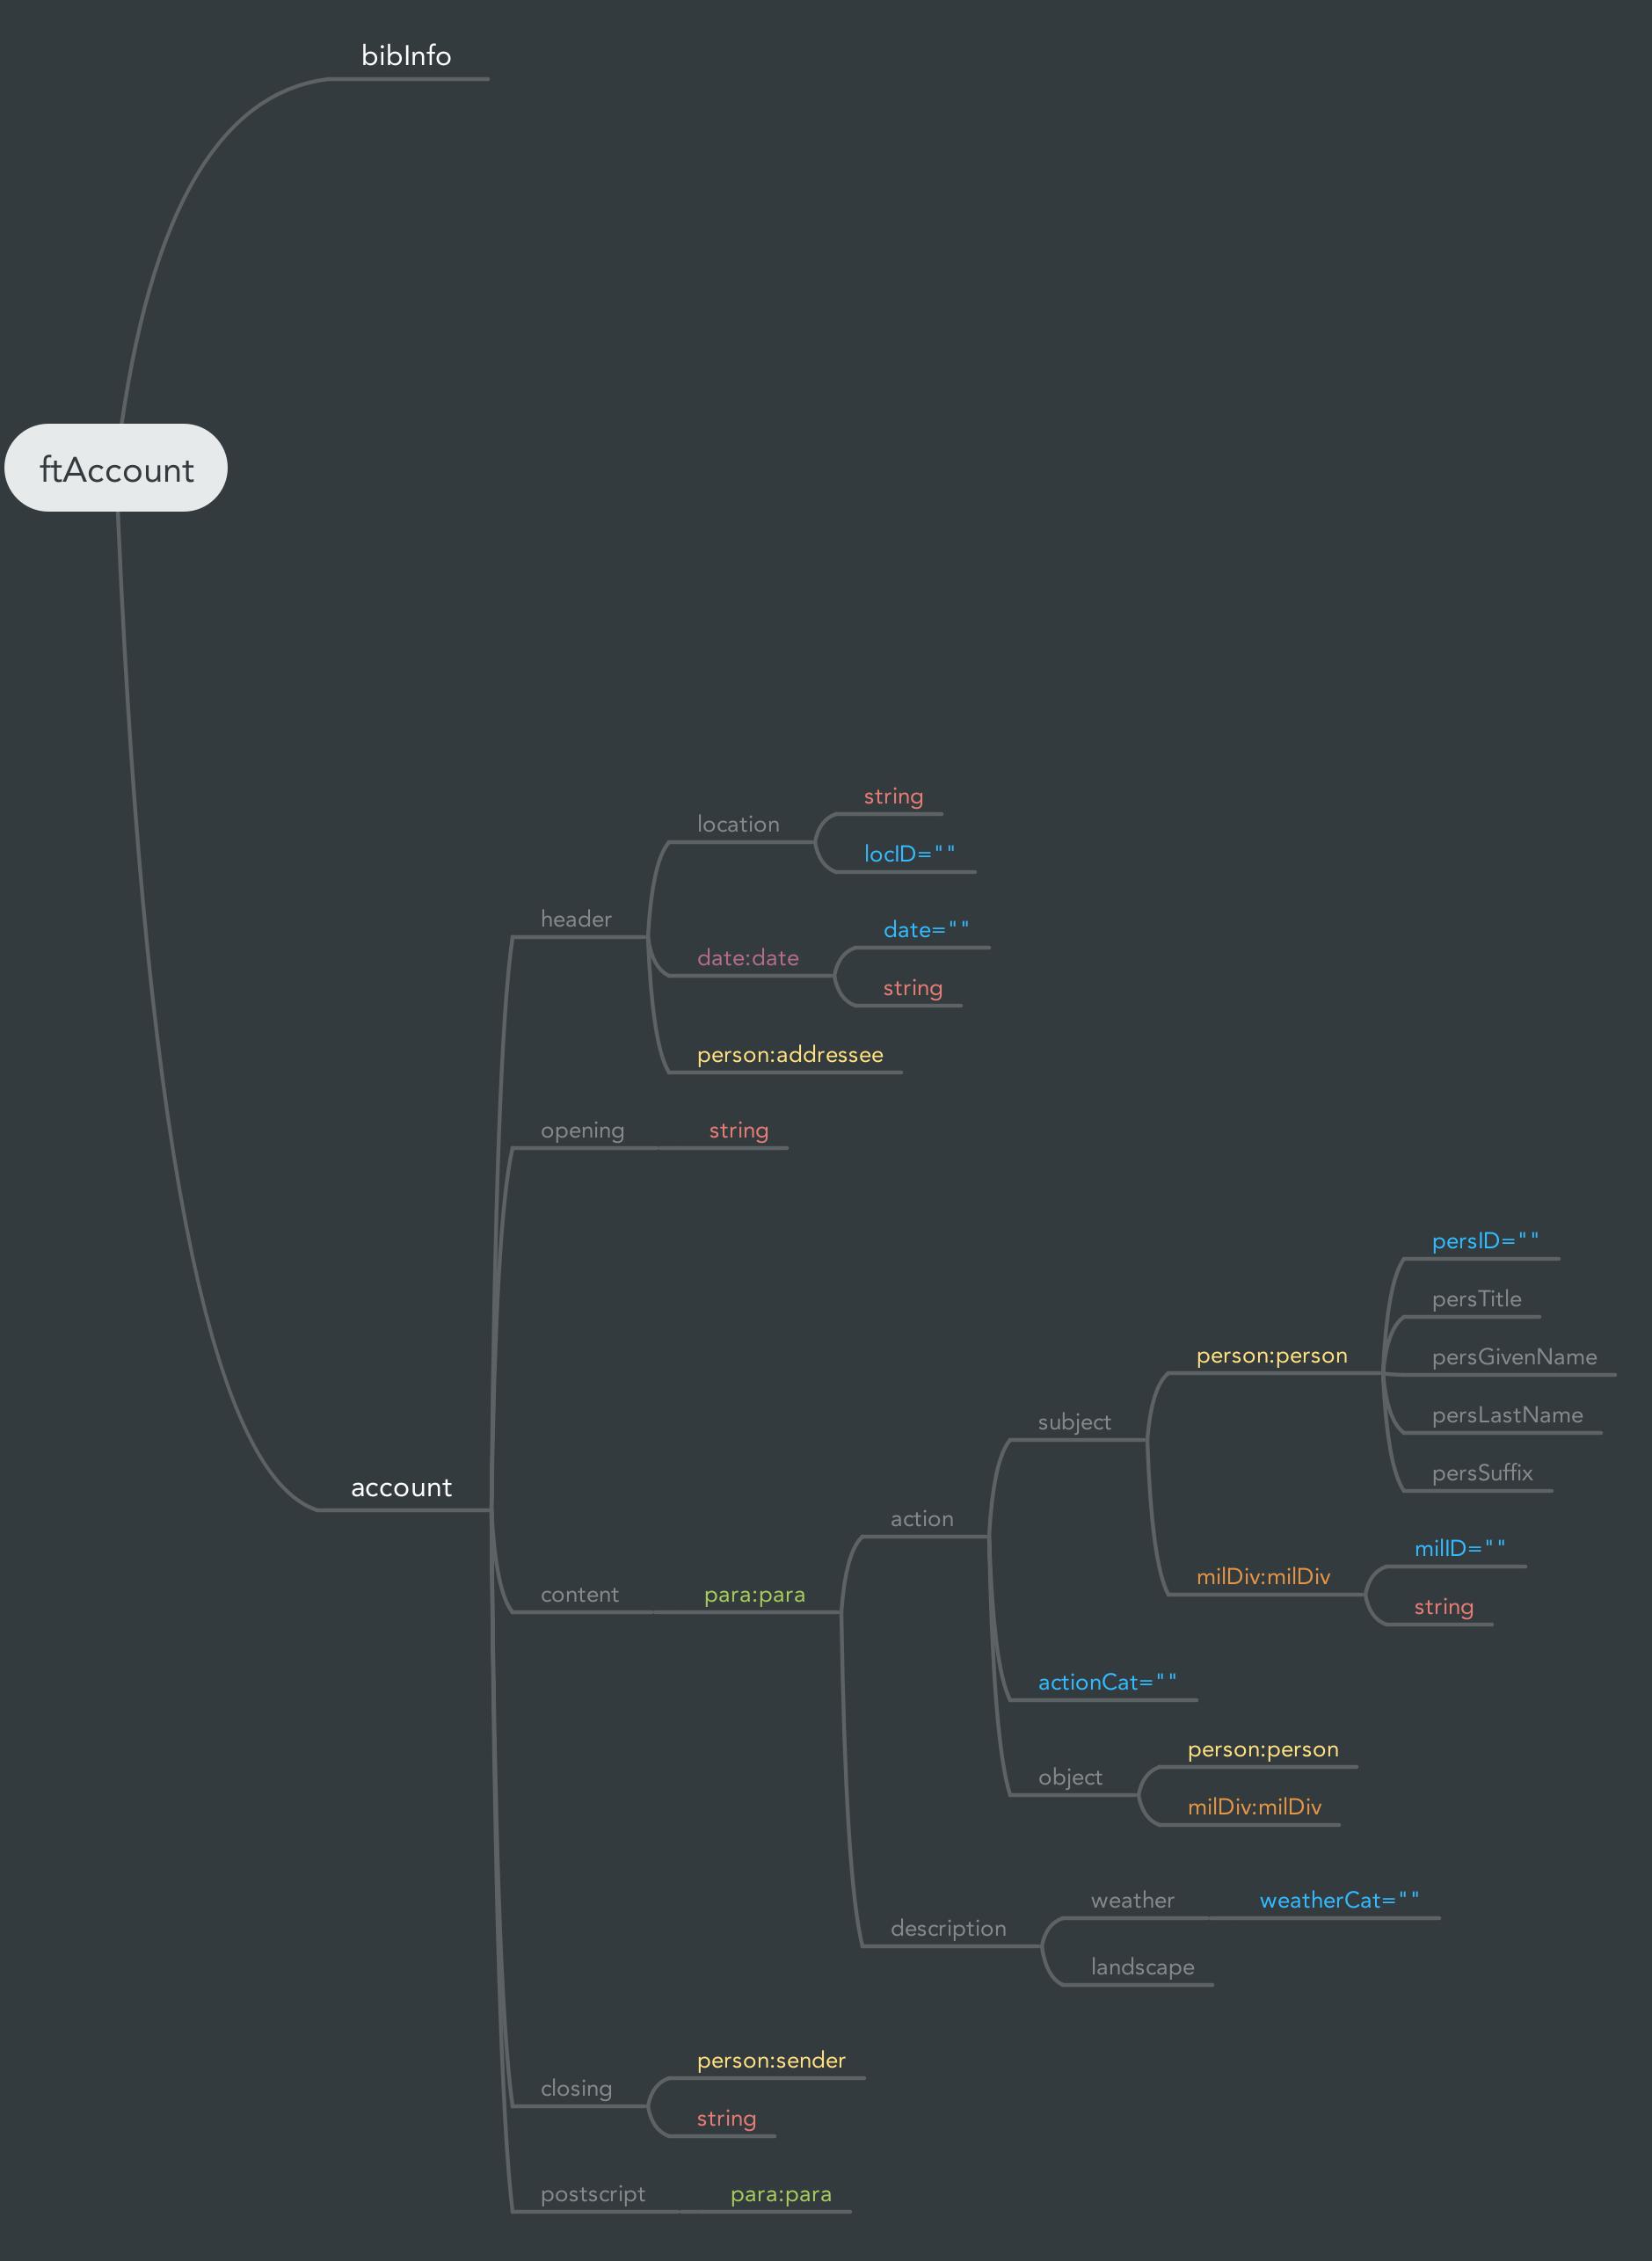 bibInfo
ftAccount
string
location
locID=""
header
date=""
date:date
string
person:addressee
opening
string
persID=""
persTitle
person:person
persGivenName
subject
persLastName
persSuffix
action
milID=""
milDiv:milDiv
string
account
content
para:para
actionCat=""
person:person
object
milDiv:milDiv
weather
weatherCat=""
description
landscape
person:sender
closing
string
postscript
para:para